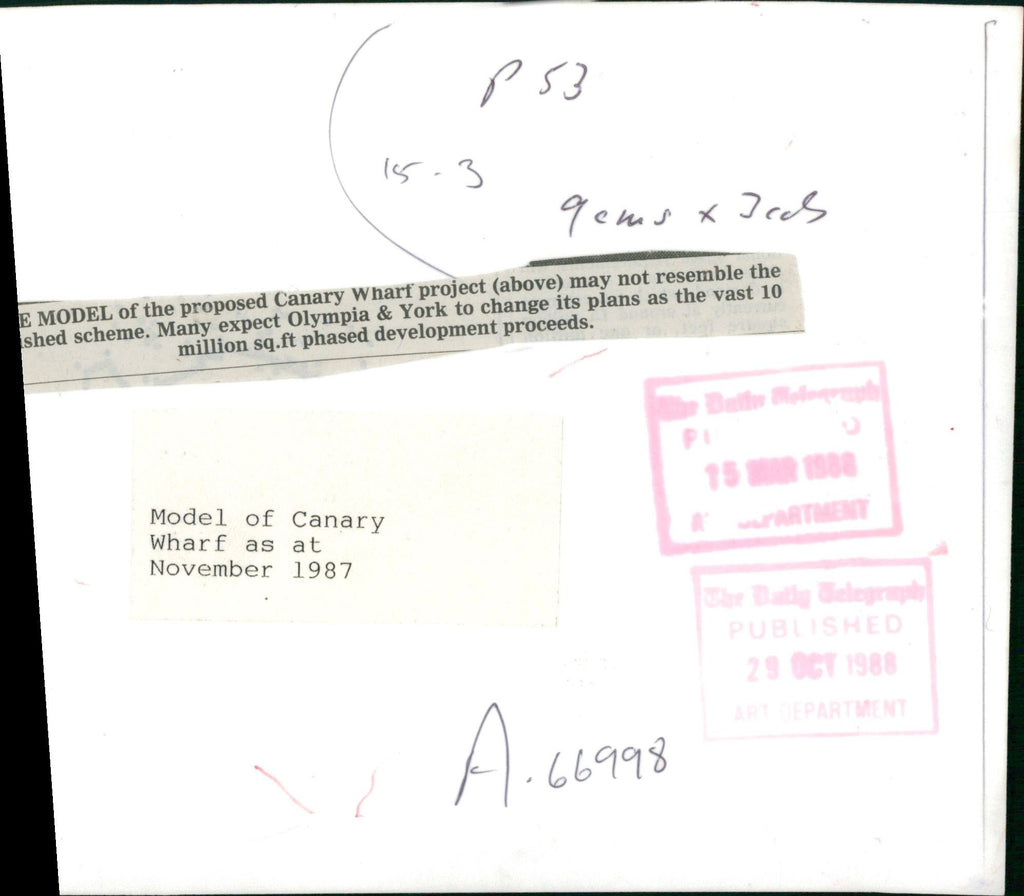 P 53
15-3
9cms x 3cols
E MODEL of the proposed Canary Wharf project (above) may not resemble the
shed scheme. Many expect Olympia & York to change its plans as the vast 10
million sq.ft phased development proceeds.
The Daily Telegraph
15 MAR 1988
DEPARTMENT
Model of Canary
Wharf as at
November 1987
The Daily Telegraph
PUBLISHED
29 OCT 1988
ART DEPARTMENT
A.66998